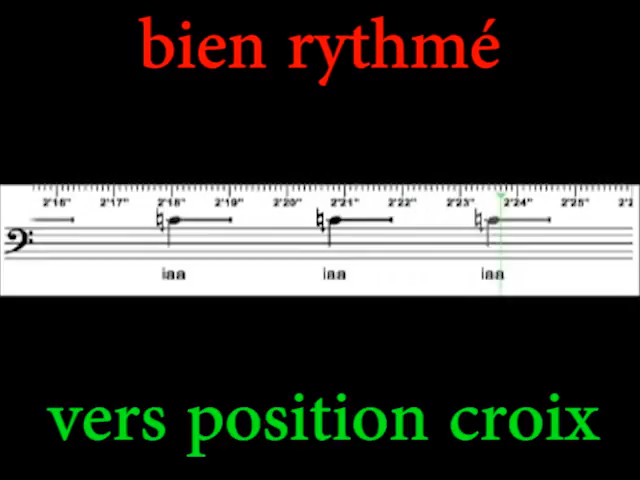 bien rythmé
2'16" 2'17" 2'18" 2'19" 2'20" 2'21" 2'22" 2'23" 2'24" 2'25"
iaa iaa iaa
vers position croix